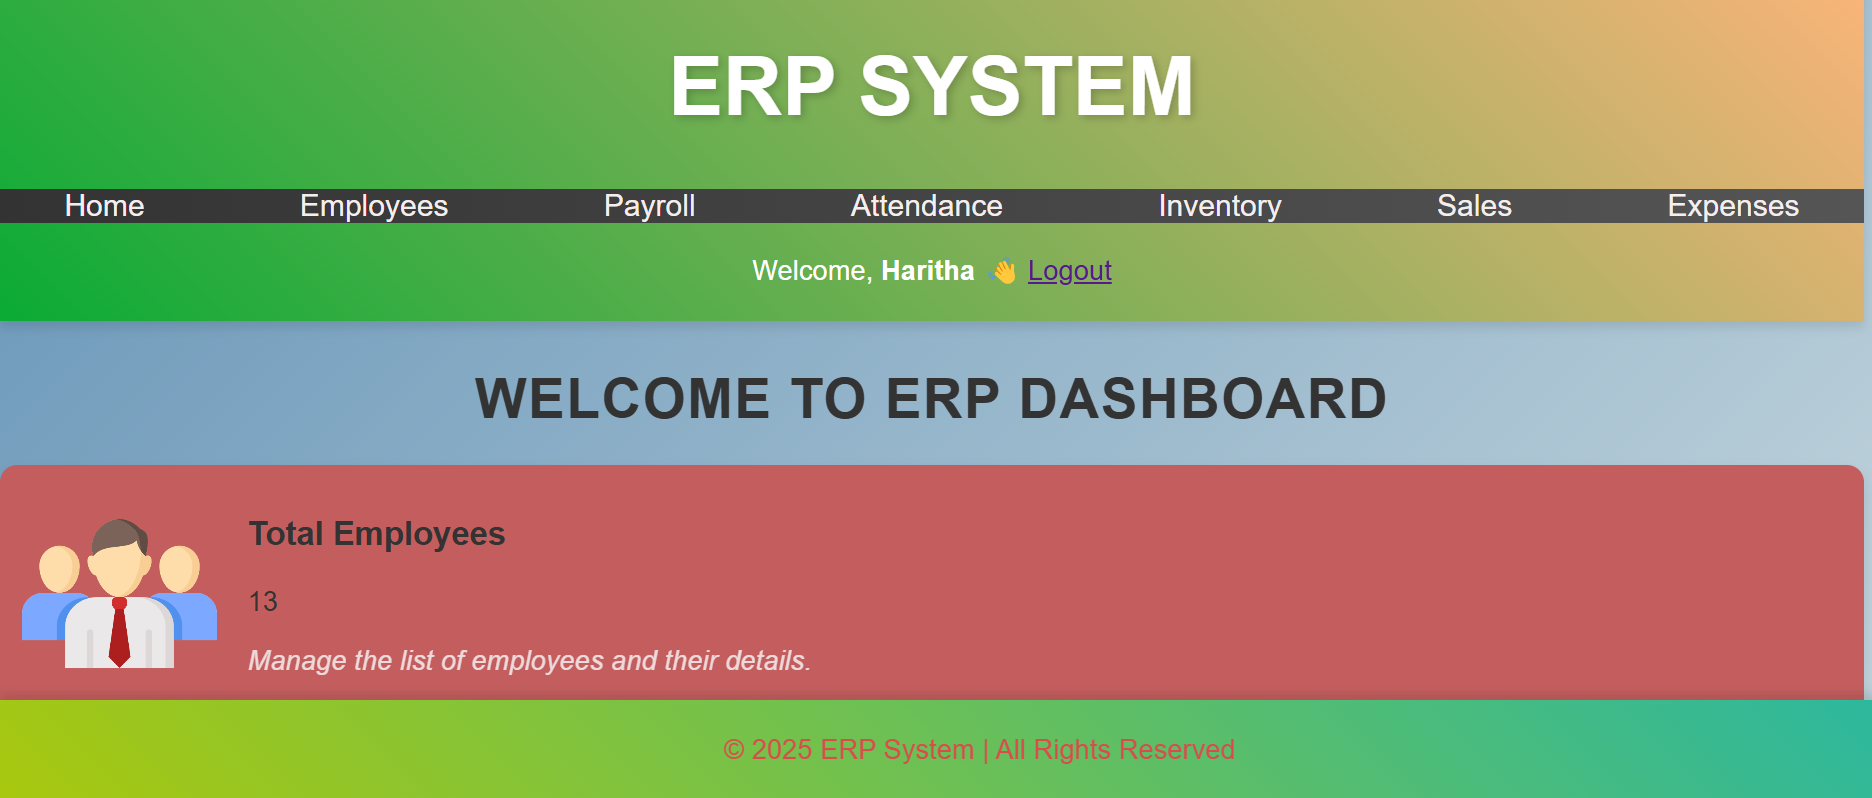 ERP SYSTEM
Home Employees Payroll Attendance Inventory Sales Expenses
Welcome, Haritha 👋 Logout
WELCOME TO ERP DASHBOARD
Total Employees
13
Manage the list of employees and their details.
© 2025 ERP System | All Rights Reserved